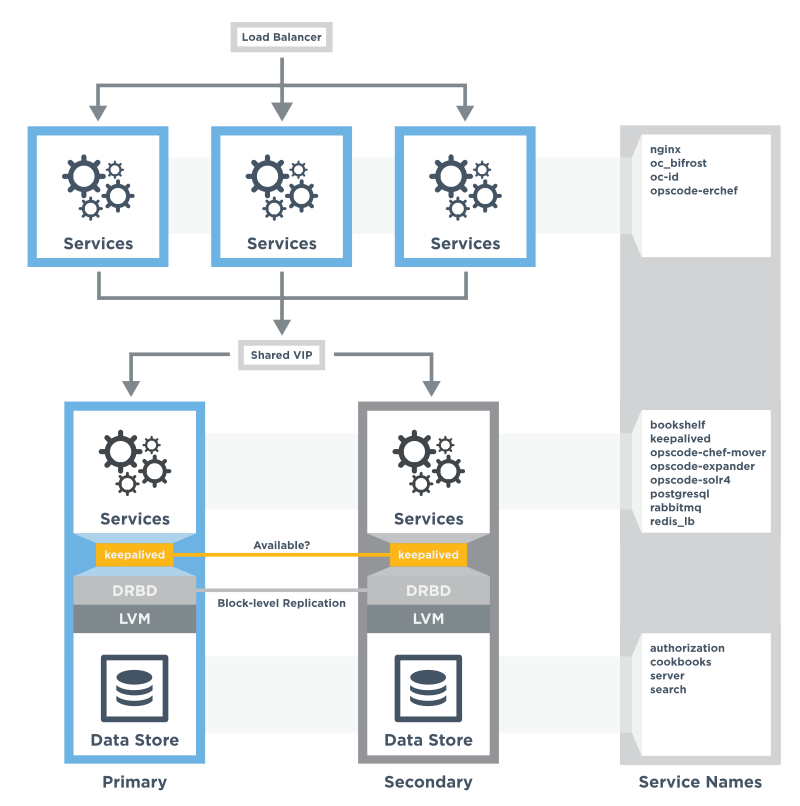 Load Balancer
Services
Services
Services
nginx
oc_bifrost
oc-id
opscode-erchef
Shared VIP
Services
Services
bookshelf
keepalived
opscode-chef-mover
opscode-expander
opscode-solr4
postgresql
rabbitmq
redis_lb
keepalived
Available?
keepalived
DRBD
Block-level Replication
DRBD
LVM
LVM
authorization
cookbooks
server
search
Data Store
Data Store
Primary
Secondary
Service Names